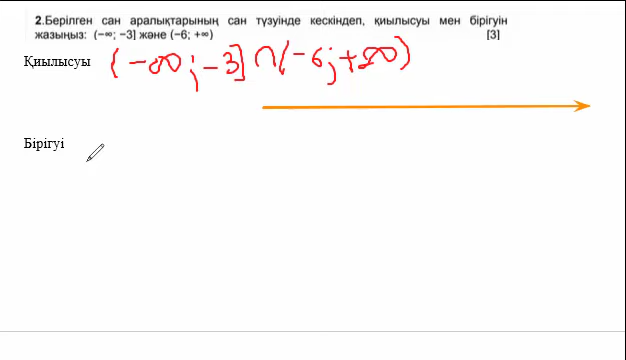 2.Берілген сан аралықтарының сан түзуінде кескіндеп, қиылысуы мен бірігуін
жазыңыз: (−∞; −3] және (−6; +∞) [3]
Қиылысуы (−∞; −3] ∩ (−6; +∞)
Бірігуі